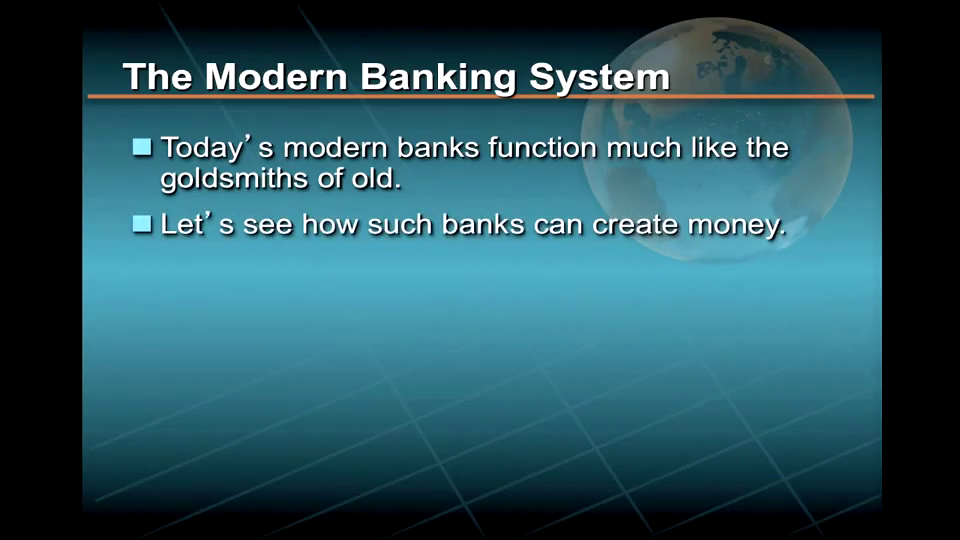 The Modern Banking System
Today’s modern banks function much like the
goldsmiths of old.
Let’s see how such banks can create money.